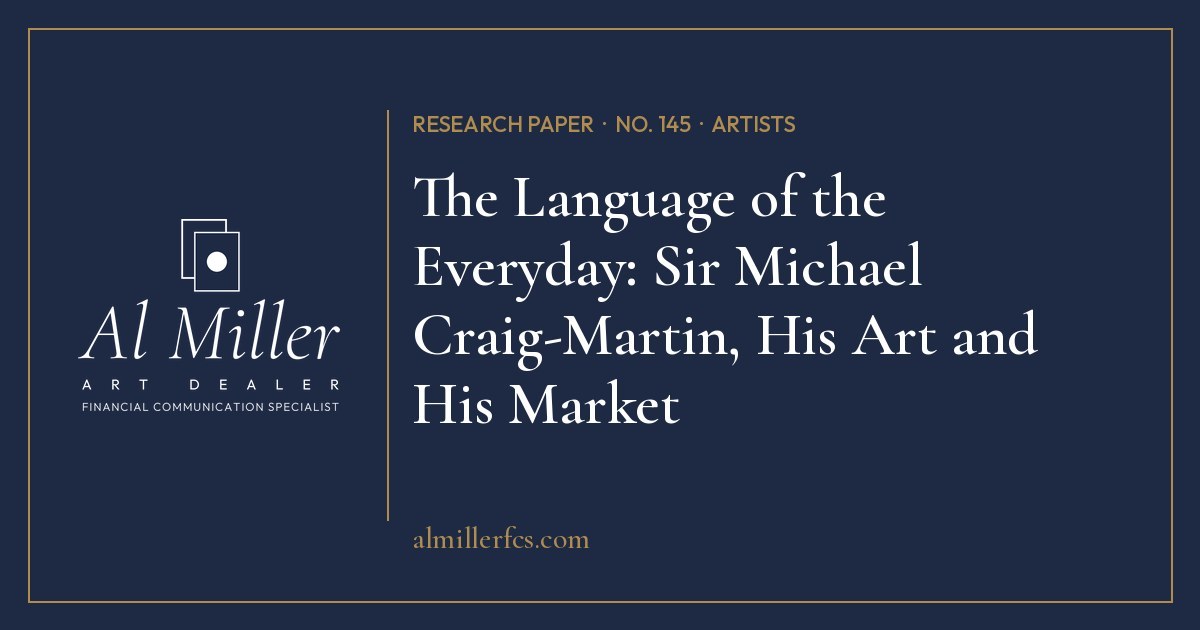 Al Miller
ART DEALER
FINANCIAL COMMUNICATION SPECIALIST
RESEARCH PAPER · NO. 145 · ARTISTS
The Language of the
Everyday: Sir Michael
Craig-Martin, His Art and
His Market
almillerfcs.com